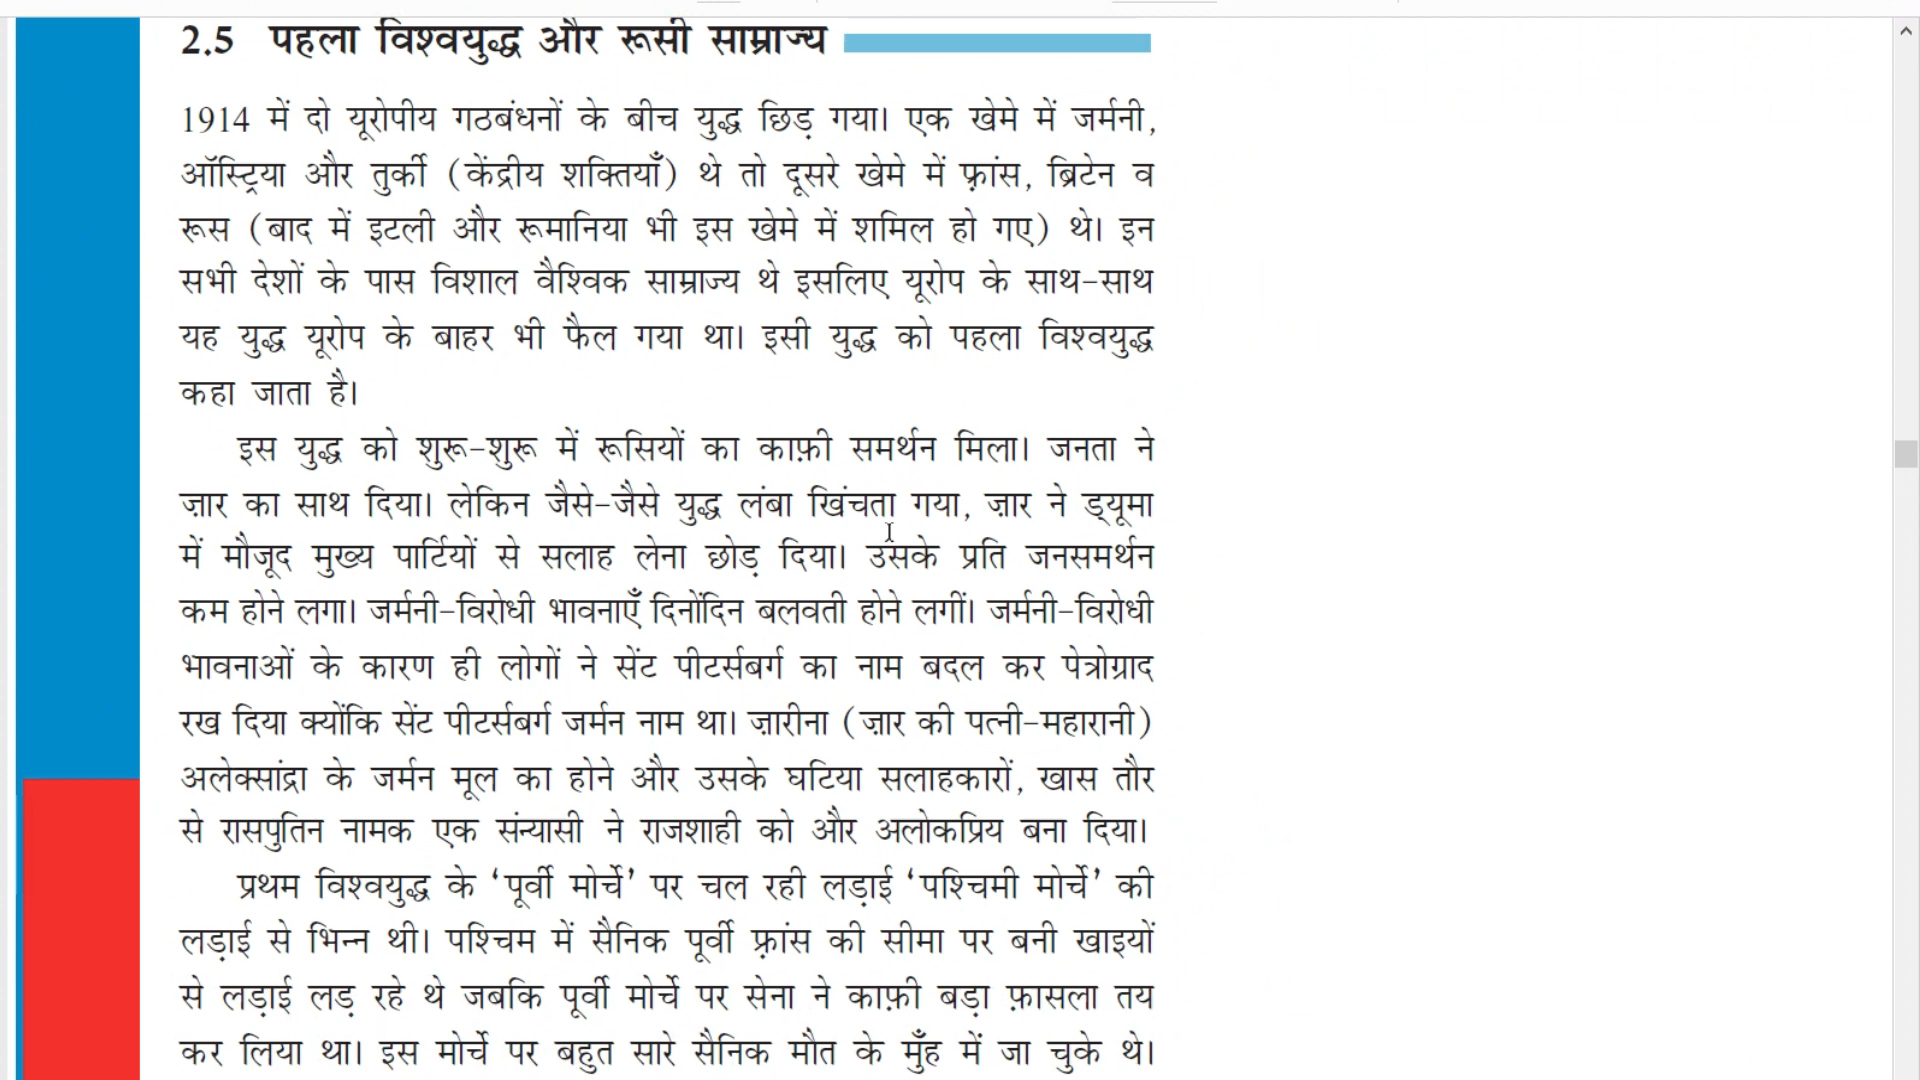 2.5 पहला विश्वयुद्ध और रूसी साम्राज्य
1914 में दो यूरोपीय गठबंधनों के बीच युद्ध छिड़ गया। एक खेमे में जर्मनी,
ऑस्ट्रिया और तुर्की (केंद्रीय शक्तियाँ) थे तो दूसरे खेमे में फ़्रांस, ब्रिटेन व
रूस (बाद में इटली और रूमानिया भी इस खेमे में शमिल हो गए) थे। इन
सभी देशों के पास विशाल वैश्विक साम्राज्य थे इसलिए यूरोप के साथ-साथ
यह युद्ध यूरोप के बाहर भी फैल गया था। इसी युद्ध को पहला विश्वयुद्ध
कहा जाता है।
इस युद्ध को शुरू-शुरू में रूसियों का काफ़ी समर्थन मिला। जनता ने
ज़ार का साथ दिया। लेकिन जैसे-जैसे युद्ध लंबा खिंचता गया, ज़ार ने ड्यूमा
में मौजूद मुख्य पार्टियों से सलाह लेना छोड़ दिया। उसके प्रति जनसमर्थन
कम होने लगा। जर्मनी-विरोधी भावनाएँ दिनोंदिन बलवती होने लगीं। जर्मनी-विरोधी
भावनाओं के कारण ही लोगों ने सेंट पीटर्सबर्ग का नाम बदल कर पेत्रोग्राद
रख दिया क्योंकि सेंट पीटर्सबर्ग जर्मन नाम था। ज़ारीना (ज़ार की पत्नी-महारानी)
अलेक्सांद्रा के जर्मन मूल का होने और उसके घटिया सलाहकारों, खास तौर
से रासपुतिन नामक एक संन्यासी ने राजशाही को और अलोकप्रिय बना दिया।
प्रथम विश्वयुद्ध के ‘पूर्वी मोर्चे’ पर चल रही लड़ाई ‘पश्चिमी मोर्चे’ की
लड़ाई से भिन्न थी। पश्चिम में सैनिक पूर्वी फ़्रांस की सीमा पर बनी खाइयों
से लड़ाई लड़ रहे थे जबकि पूर्वी मोर्चे पर सेना ने काफ़ी बड़ा फ़ासला तय
कर लिया था। इस मोर्चे पर बहुत सारे सैनिक मौत के मुँह में जा चुके थे।